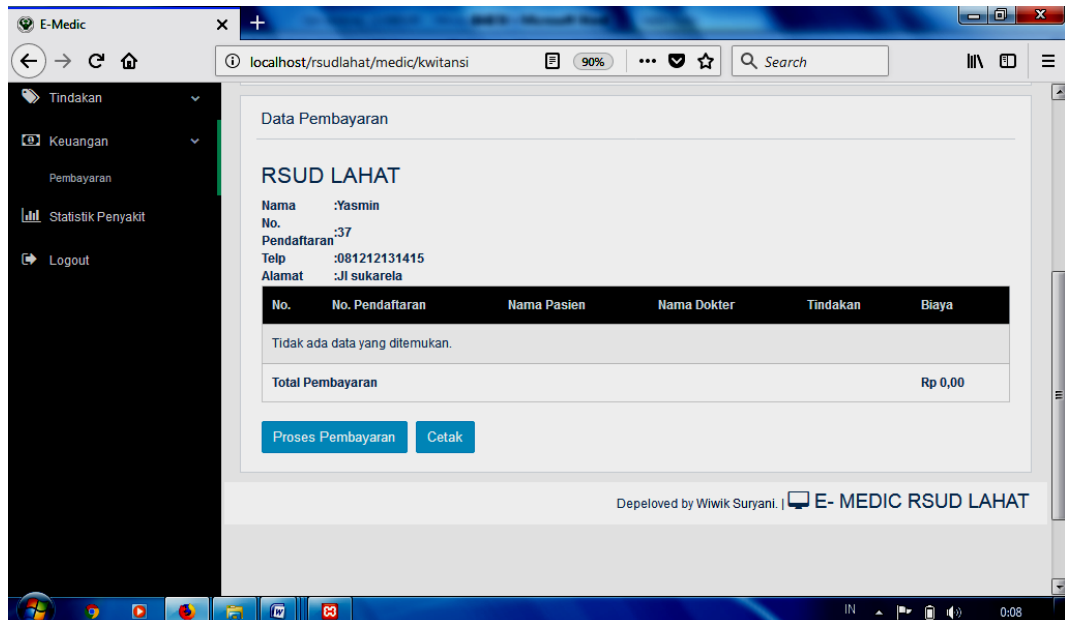 E-Medic
localhost/rsudlahat/medic/kwitansi
90%
Search
Tindakan
Keuangan
Pembayaran
Statistik Penyakit
Logout
Data Pembayaran
RSUD LAHAT
Nama :Yasmin
No. Pendaftaran :37
Telp :081212131415
Alamat :Jl sukarela
No. No. Pendaftaran Nama Pasien Nama Dokter Tindakan Biaya
Tidak ada data yang ditemukan.
Total Pembayaran Rp 0,00
Proses Pembayaran Cetak
Depeloved by Wiwik Suryani. | E- MEDIC RSUD LAHAT
IN 0:08